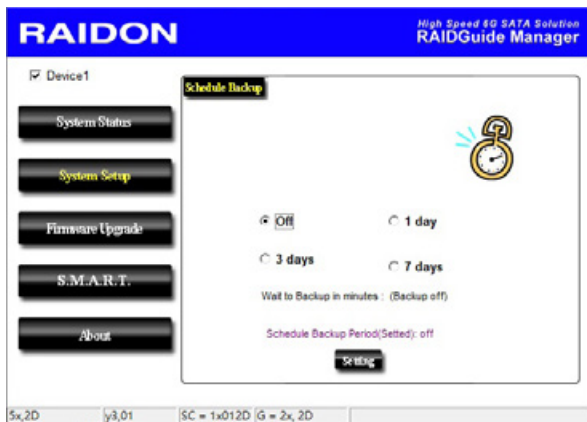 RAIDON
High Speed 6G SATA Solution
RAIDGuide Manager
Device1
System Status
System Setup
Firmware Upgrade
S.M.A.R.T.
About
Schedule Backup
Off
1 day
3 days
7 days
Wait to Backup in minutes : (Backup off)
Schedule Backup Period(Setted): off
Setting
5x,2D
y3,01
SC = 1x012D
G = 2x, 2D